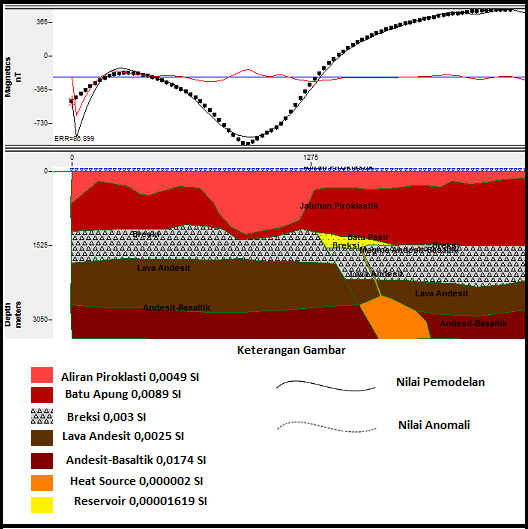 365
0
-365
-730
Magnetics
nT
ERR=86.899
0
1275
0
1525
3050
Depth
meters
Jatuhan Piroklastik
Batu Pasir
Breksi
Breksi
Breksi
Lava Andesit
Lava Andesit
Andesit-Basaltik
Andesit-Basaltik
Keterangan Gambar
Aliran Piroklasti 0,0049 SI
Batu Apung 0,0089 SI
Breksi 0,003 SI
Lava Andesit 0,0025 SI
Andesit-Basaltik 0,0174 SI
Heat Source 0,000002 SI
Reservoir 0,00001619 SI
Nilai Pemodelan
Nilai Anomali